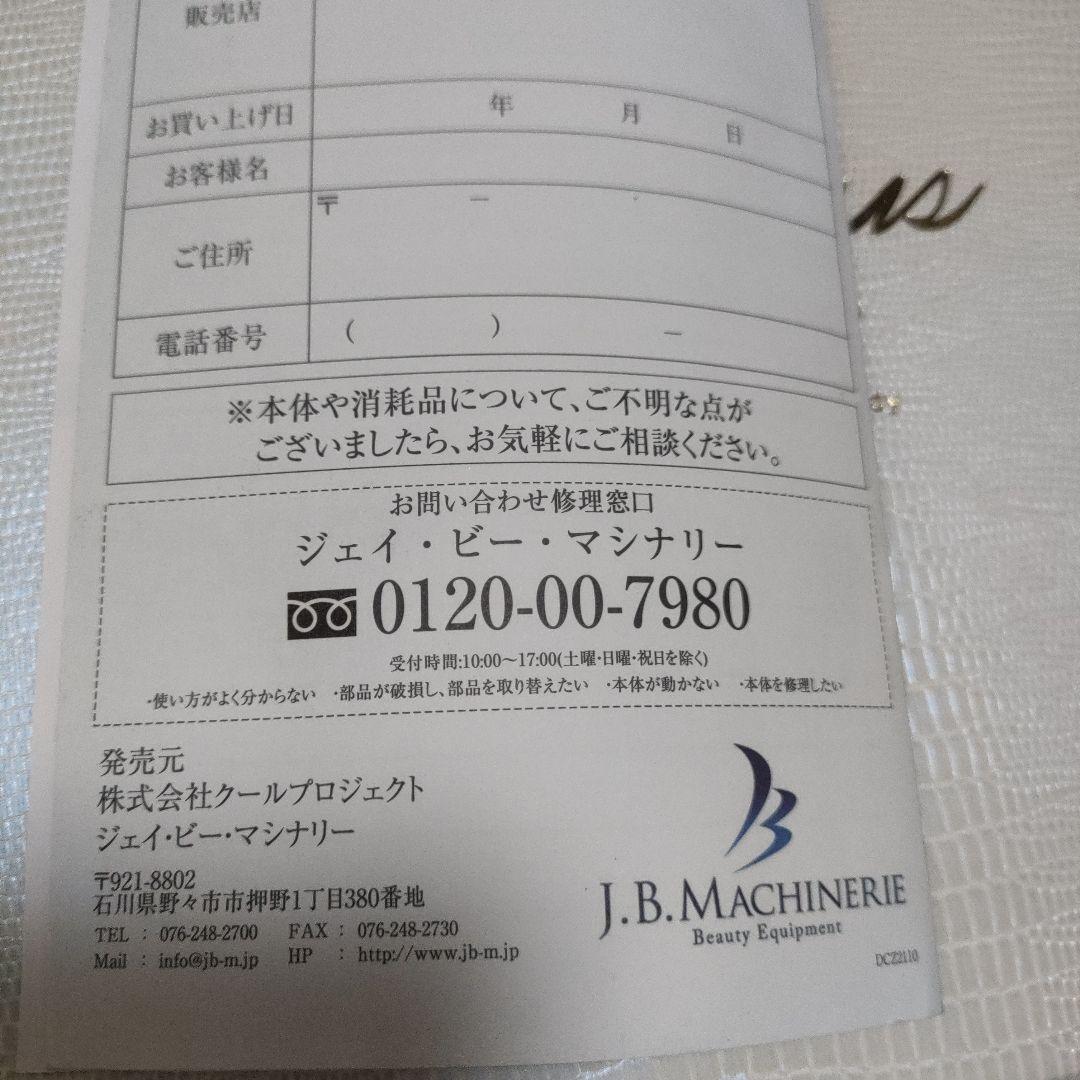 販売店
お買い上げ日 年 月 日
お客様名
ご住所 〒 －
電話番号 ( ) －
※本体や消耗品について、ご不明な点が
ございましたら、お気軽にご相談ください。
お問い合わせ修理窓口
ジェイ・ビー・マシナリー
0120-00-7980
受付時間:10:00～17:00(土曜・日曜・祝日を除く)
・使い方がよく分からない ・部品が破損し、部品を取り替えたい ・本体が動かない ・本体を修理したい
発売元
株式会社クールプロジェクト
ジェイ・ビー・マシナリー
〒921-8802
石川県野々市市押野1丁目380番地
TEL : 076-248-2700 FAX : 076-248-2730
Mail : info@jb-m.jp HP : http://www.jb-m.jp
J.B.MACHINERIE
Beauty Equipment
DCZ2110